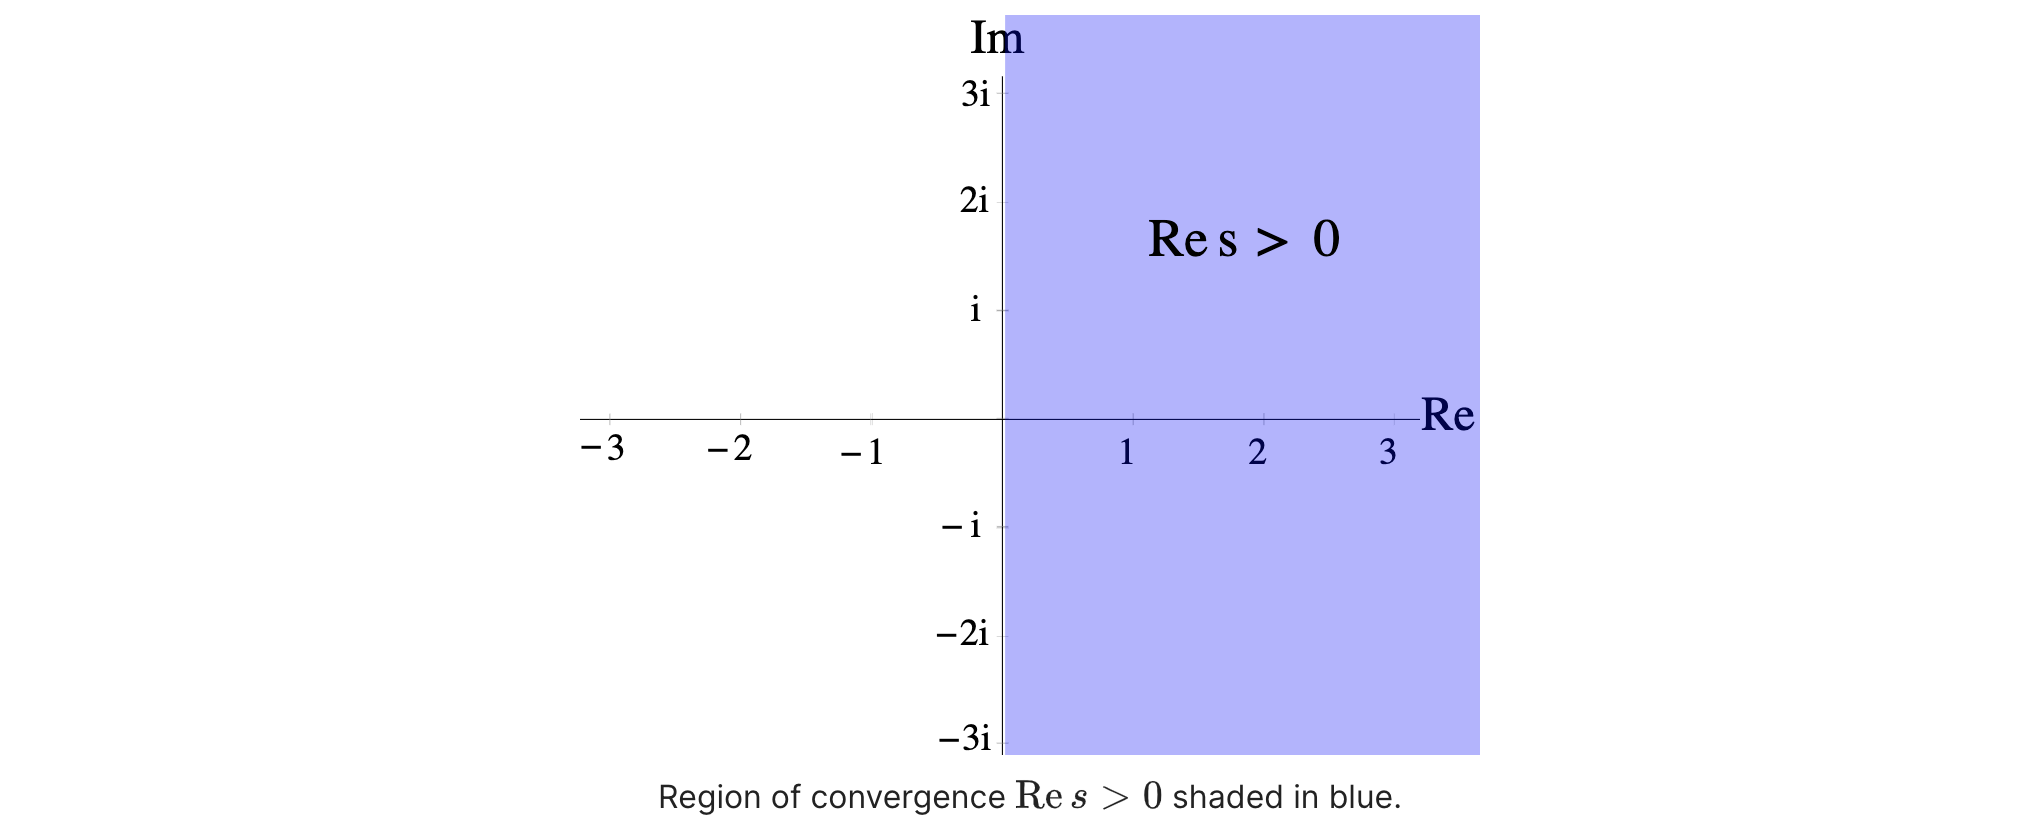 Im
3i
2i
Re s > 0
i
Re
−3 −2 −1 1 2 3
−i
−2i
−3i
Region of convergence Re s > 0 shaded in blue.